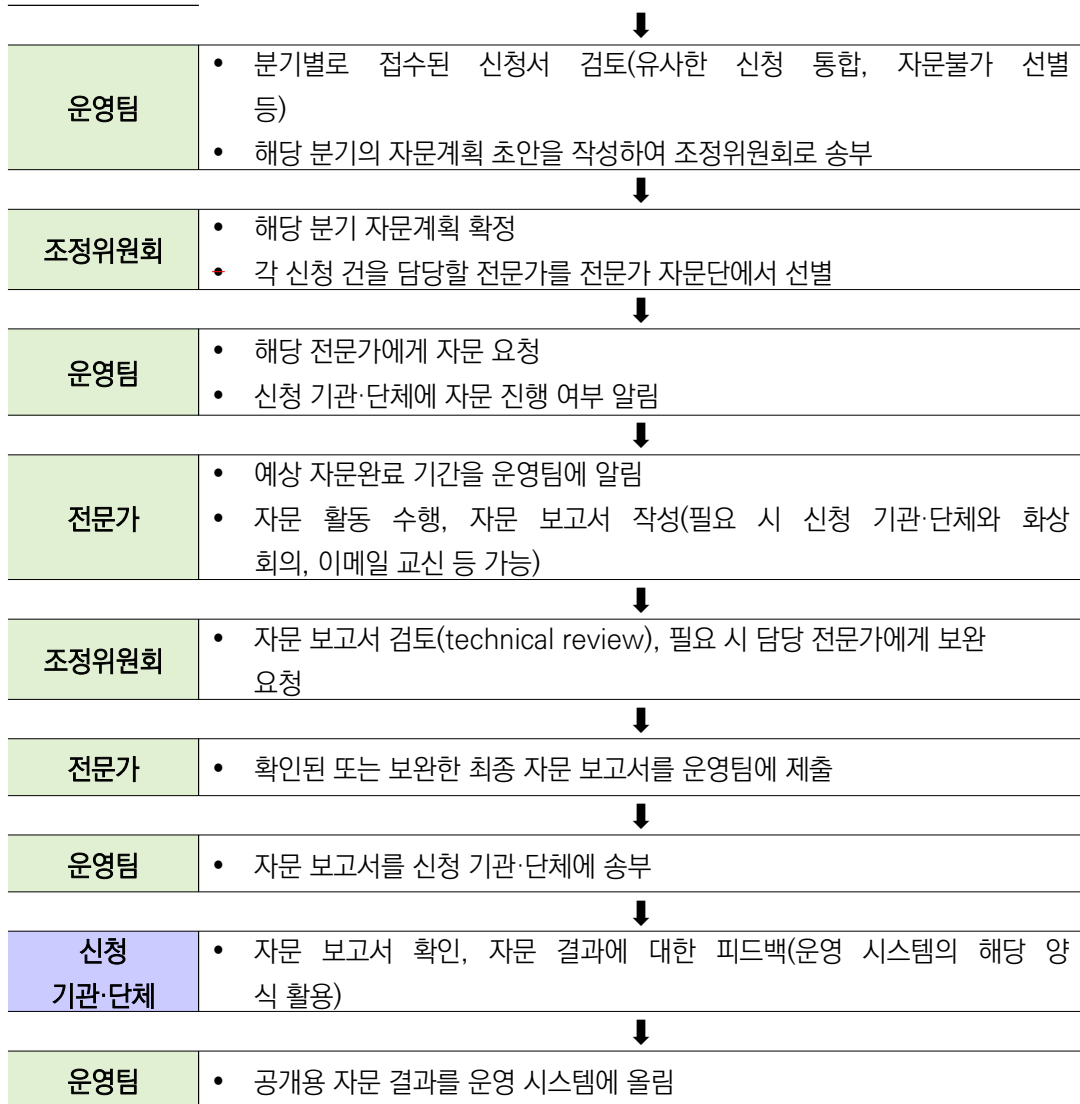 운영팀
• 분기별로 접수된 신청서 검토(유사한 신청 통합, 자문불가 선별
등)
• 해당 분기의 자문계획 초안을 작성하여 조정위원회로 송부
조정위원회
• 해당 분기 자문계획 확정
• 각 신청 건을 담당할 전문가를 전문가 자문단에서 선별
운영팀
• 해당 전문가에게 자문 요청
• 신청 기관·단체에 자문 진행 여부 알림
전문가
• 예상 자문완료 기간을 운영팀에 알림
• 자문 활동 수행, 자문 보고서 작성(필요 시 신청 기관·단체와 화상
회의, 이메일 교신 등 가능)
조정위원회
• 자문 보고서 검토(technical review), 필요 시 담당 전문가에게 보완
요청
전문가
• 확인된 또는 보완한 최종 자문 보고서를 운영팀에 제출
운영팀
• 자문 보고서를 신청 기관·단체에 송부
신청
기관·단체
• 자문 보고서 확인, 자문 결과에 대한 피드백(운영 시스템의 해당 양
식 활용)
운영팀
• 공개용 자문 결과를 운영 시스템에 올림